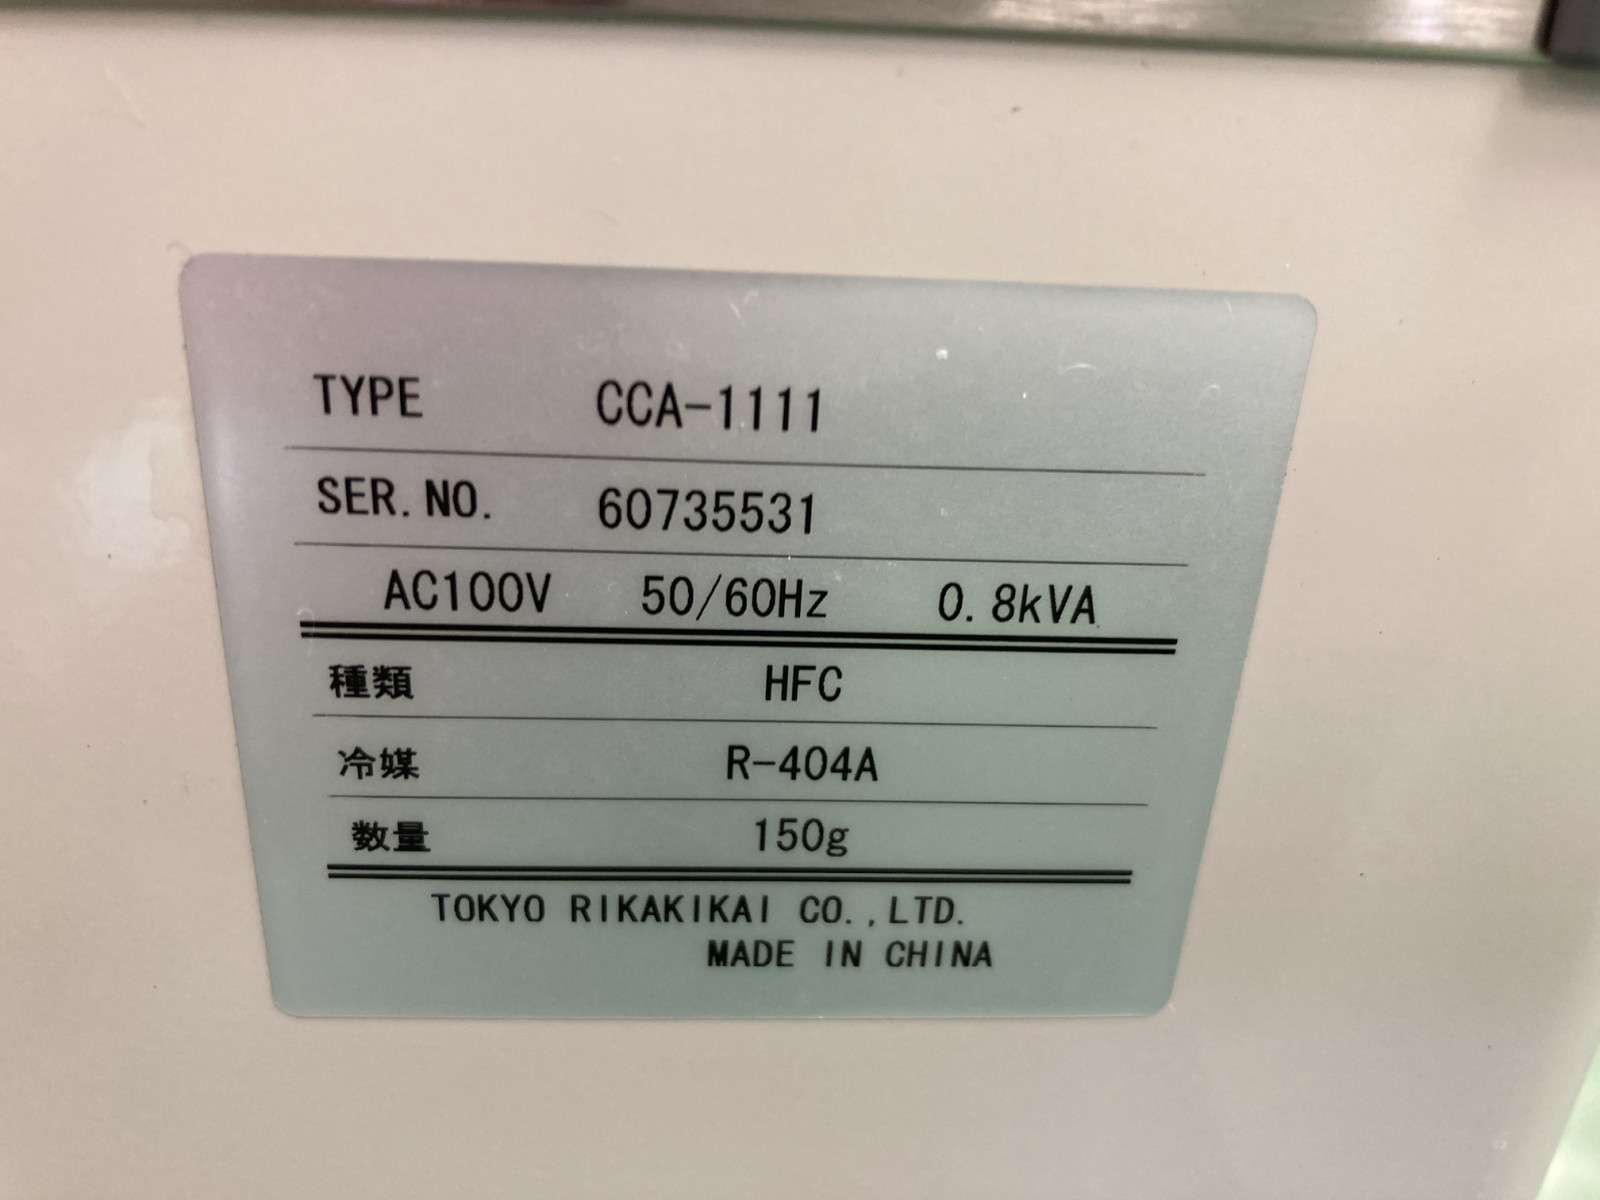 TYPE CCA-1111
SER. NO. 60735531
AC100V 50/60Hz 0.8kVA
種類 HFC
冷媒 R-404A
数量 150g
TOKYO RIKAKIKAI CO.,LTD.
MADE IN CHINA